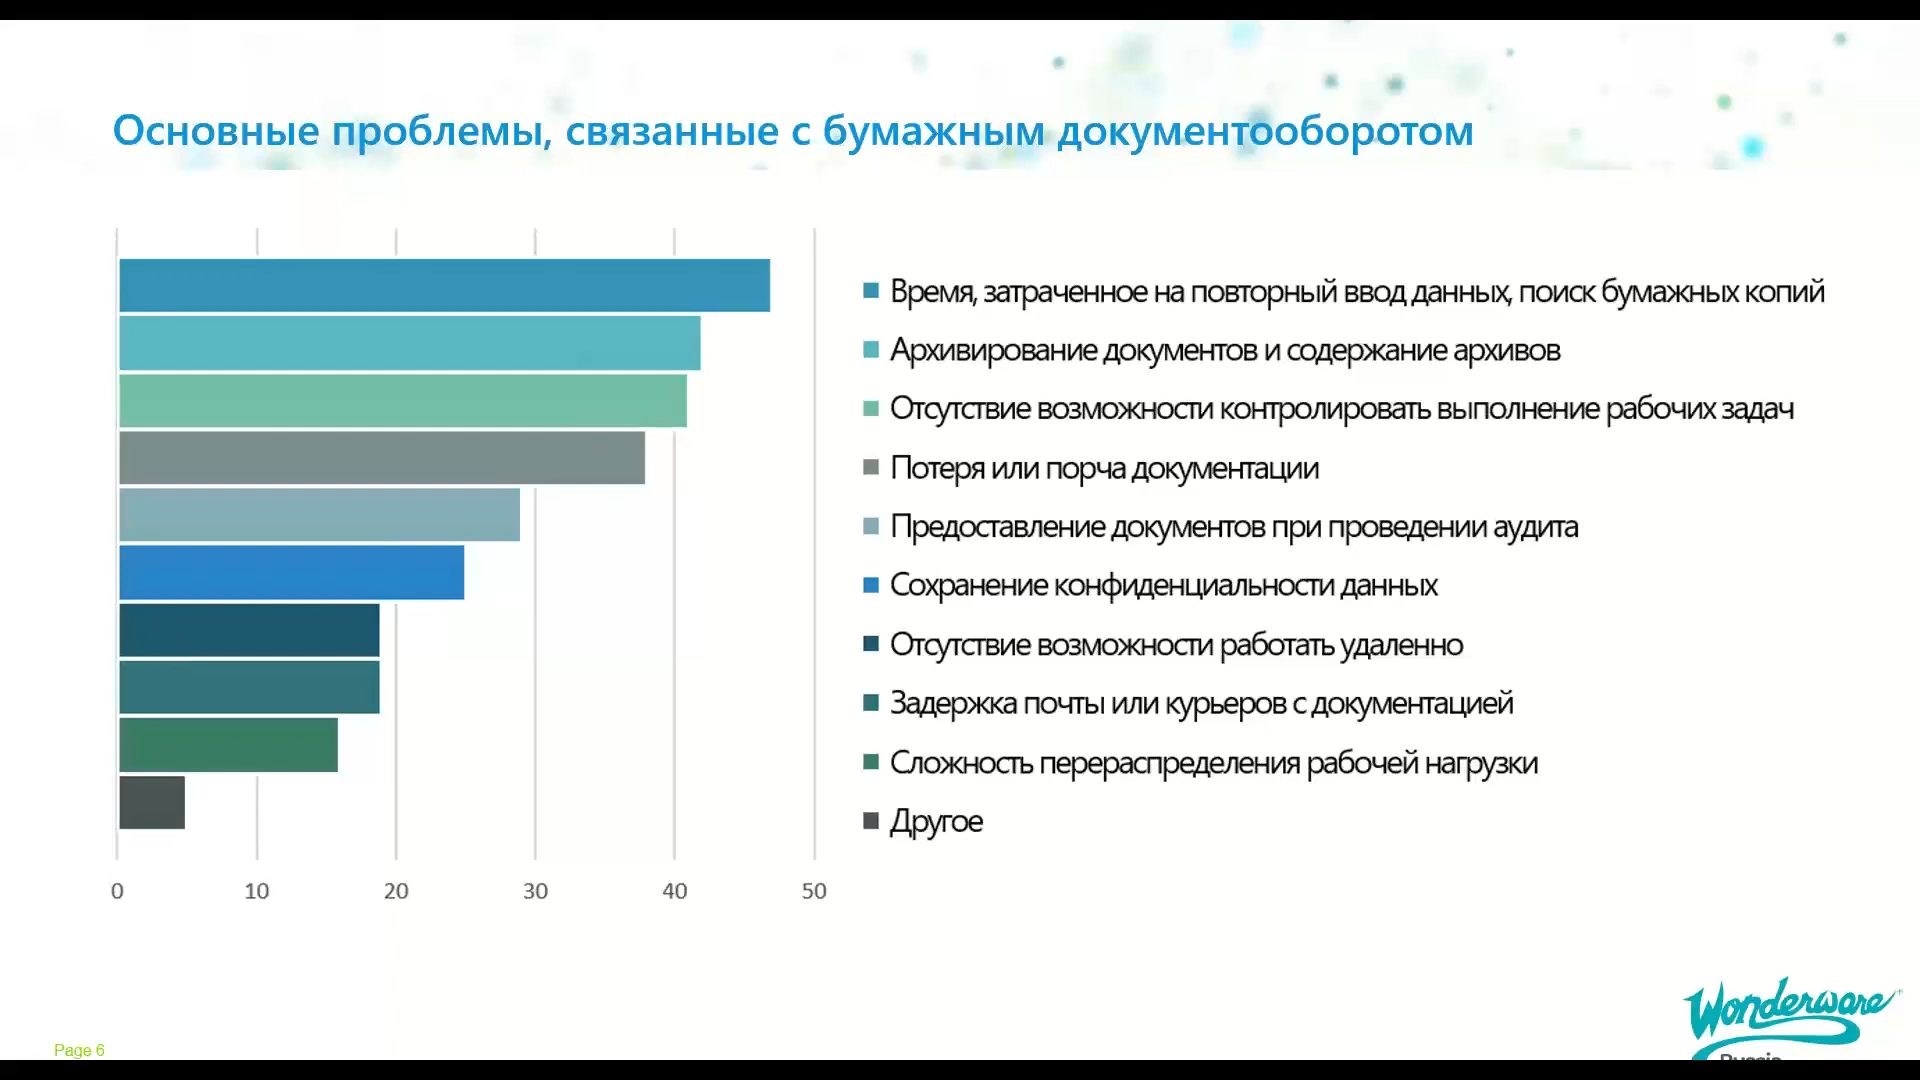 Основные проблемы, связанные с бумажным документооборотом
Время, затраченное на повторный ввод данных, поиск бумажных копий
Архивирование документов и содержание архивов
Отсутствие возможности контролировать выполнение рабочих задач
Потеря или порча документации
Предоставление документов при проведении аудита
Сохранение конфиденциальности данных
Отсутствие возможности работать удаленно
Задержка почты или курьеров с документацией
Сложность перераспределения рабочей нагрузки
Другое
0 10 20 30 40 50
Wonderware
Russia
Page 6